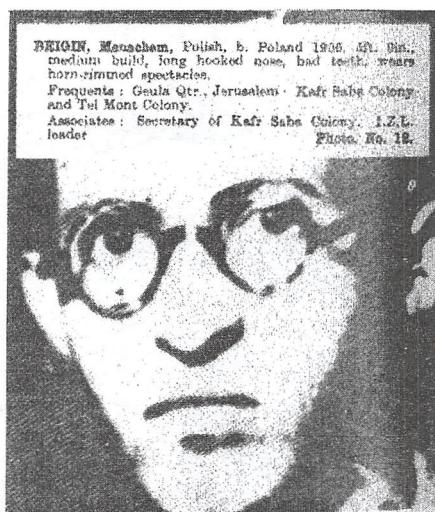 BEIGIN, Menachem, Polish, b. Poland 1906, 5ft. 9in.,
medium build, long hooked nose, bad teeth, wears
horn-rimmed spectacles.
Frequents : Geula Qtr., Jerusalem · Kafr Saba Colony
and Tel Mont Colony.
Associates : Secretary of Kafr Saba Colony. I.Z.L.
leader
Photo. No. 12.